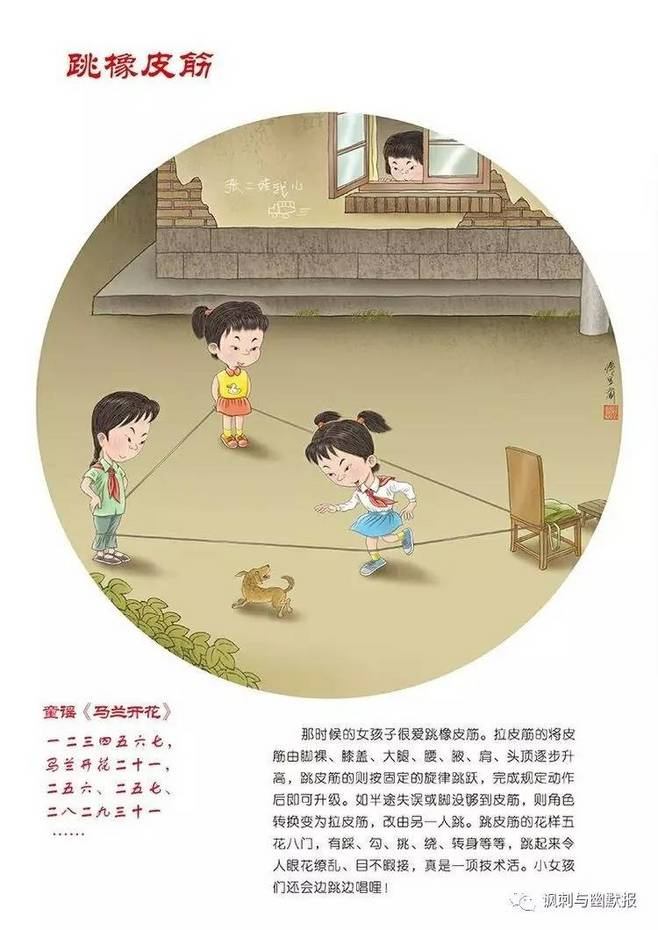 跳橡皮筋
童谣《马兰开花》
一二三四五六七，
马兰开花二十一，
二五六、二五七、
二八二九三十一
……
那时候的女孩子很爱跳橡皮筋。拉皮筋的将皮
筋由脚裸、膝盖、大腿、腰、腋、肩、头顶逐步升
高，跳皮筋的则按固定的旋律跳跃，完成规定动作
后即可升级。如半途失误或脚没够到皮筋，则角色
转换变为拉皮筋，改由另一人跳。跳皮筋的花样五
花八门，有踩、勾、挑、绕、转身等等，跳起来令
人眼花缭乱、目不暇接，真是一项技术活。小女孩
们还会边跳边唱哩！
讽刺与幽默报